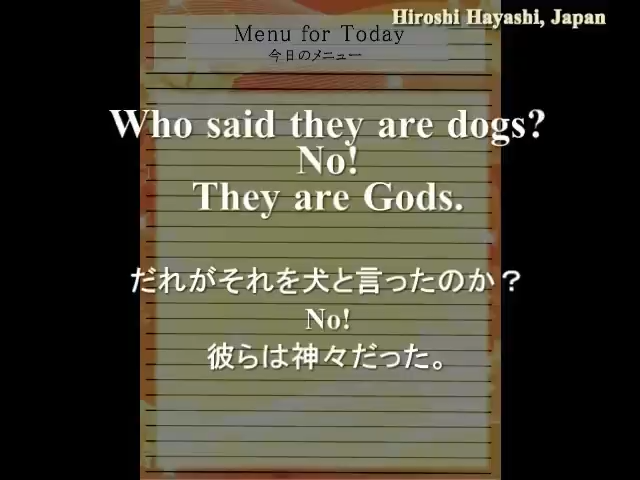 Hiroshi Hayashi, Japan
Menu for Today
今日のメニュー
Who said they are dogs?
No!
They are Gods.
だれがそれを犬と言ったのか？
No!
彼らは神々だった。